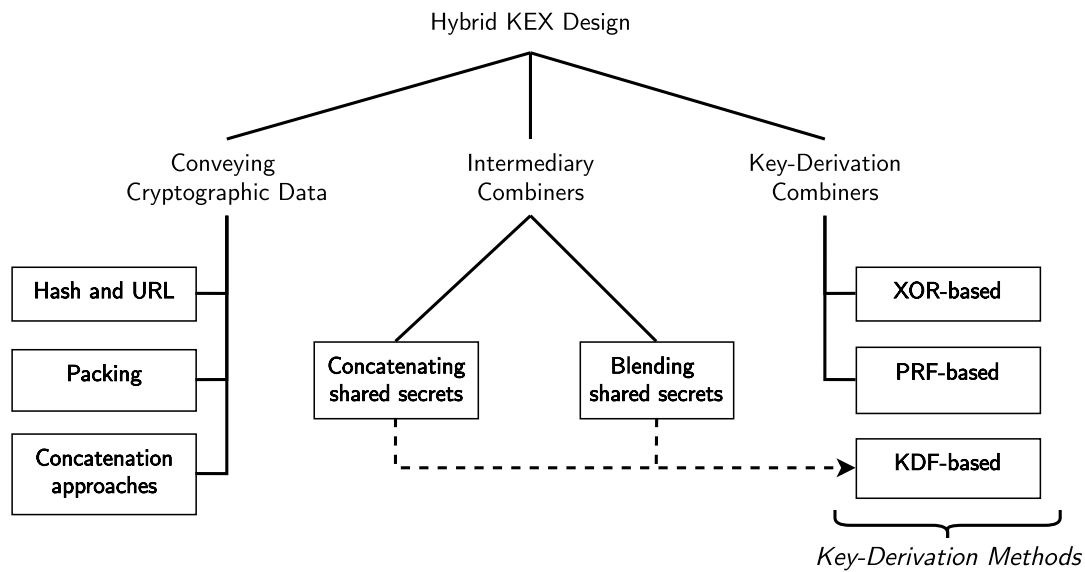 Hybrid KEX Design
Conveying
Cryptographic Data
Intermediary
Combiners
Key-Derivation
Combiners
Hash and URL
Packing
Concatenation
approaches
Concatenating
shared secrets
Blending
shared secrets
XOR-based
PRF-based
KDF-based
Key-Derivation Methods